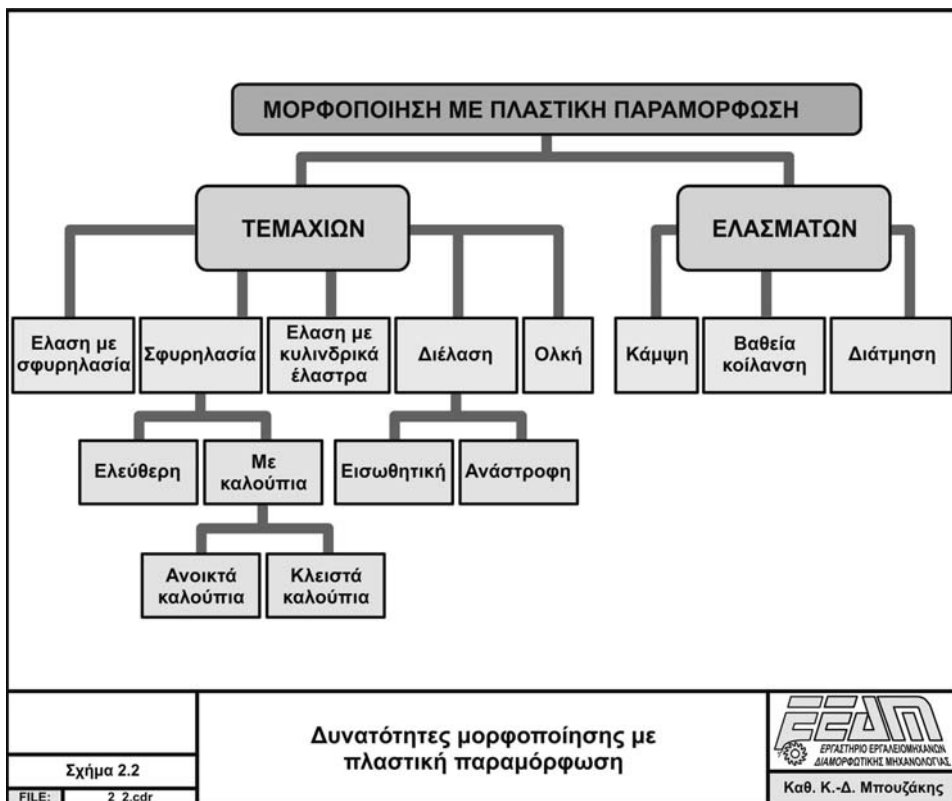 ΜΟΡΦΟΠΟΙΗΣΗ ΜΕ ΠΛΑΣΤΙΚΗ ΠΑΡΑΜΟΡΦΩΣΗ
ΤΕΜΑΧΙΩΝ
ΕΛΑΣΜΑΤΩΝ
Ελαση με
σφυρηλασία
Σφυρηλασία
Ελαση με
κυλινδρικά
έλαστρα
Διέλαση
Ολκή
Κάμψη
Βαθεία
κοίλανση
Διάτμηση
Ελεύθερη
Με
καλούπια
Εισωθητική
Ανάστροφη
Ανοικτά
καλούπια
Κλειστά
καλούπια
Σχήμα 2.2
FILE: 2_2.cdr
Δυνατότητες μορφοποίησης με
πλαστική παραμόρφωση
ΕΕΔΜ
ΕΡΓΑΣΤΗΡΙΟ ΕΡΓΑΛΕΙΟΜΗΧΑΝΩΝ
ΔΙΑΜΟΡΦΩΤΙΚΗΣ ΜΗΧΑΝΟΛΟΓΙΑΣ
Καθ. Κ.-Δ. Μπουζάκης